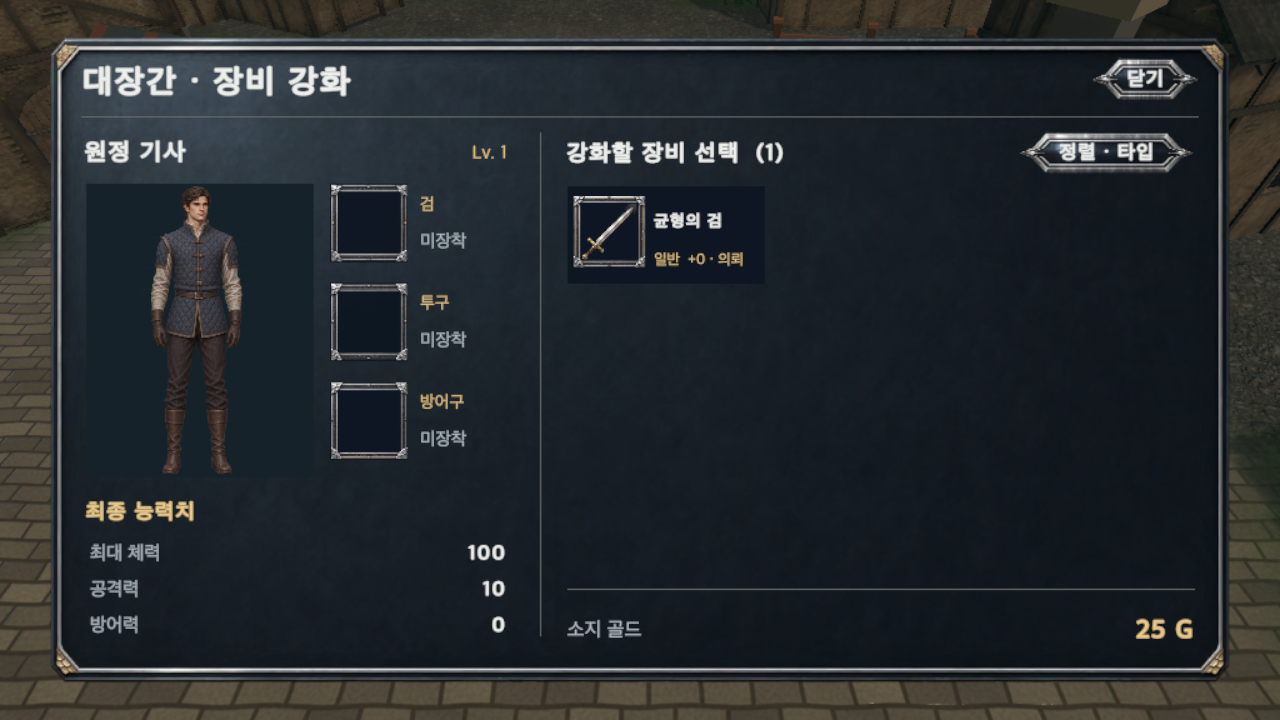 대장간 · 장비 강화
닫기
원정 기사
Lv. 1
검
미장착
투구
미장착
방어구
미장착
최종 능력치
최대 체력 100
공격력 10
방어력 0
강화할 장비 선택 (1)
정렬 · 타입
균형의 검
일반 +0 · 의뢰
소지 골드 25 G